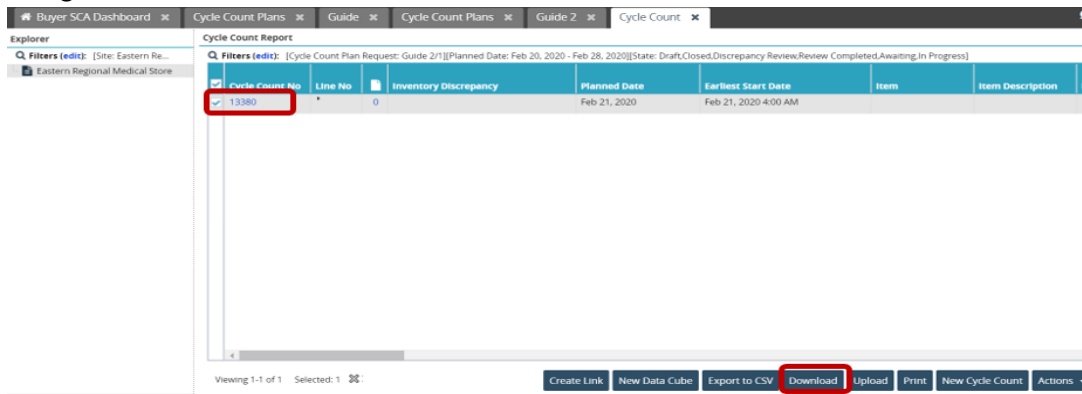 Buyer SCA Dashboard Cycle Count Plans Guide Cycle Count Plans Guide 2 Cycle Count
Explorer Cycle Count Report
Filters (edit): [Site: Eastern Re... Filters (edit): [Cycle Count Plan Request: Guide 2/1][Planned Date: Feb 20, 2020 - Feb 28, 2020][State: Draft,Closed,Discrepancy Review,Review Completed,Awaiting,In Progress]
Eastern Regional Medical Store
Cycle Count No Line No Inventory Discrepancy Planned Date Earliest Start Date Item Item Description
13380 * 0 Feb 21, 2020 Feb 21, 2020 4:00 AM
Viewing 1-1 of 1 Selected: 1 Create Link New Data Cube Export to CSV Download Upload Print New Cycle Count Actions